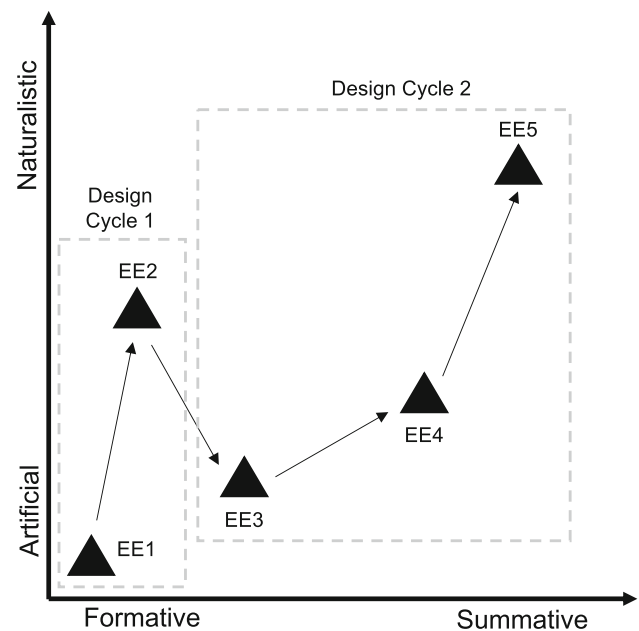 Naturalistic
Artificial
Design Cycle 2
EE5
Design
Cycle 1
EE2
EE4
EE3
EE1
Formative
Summative